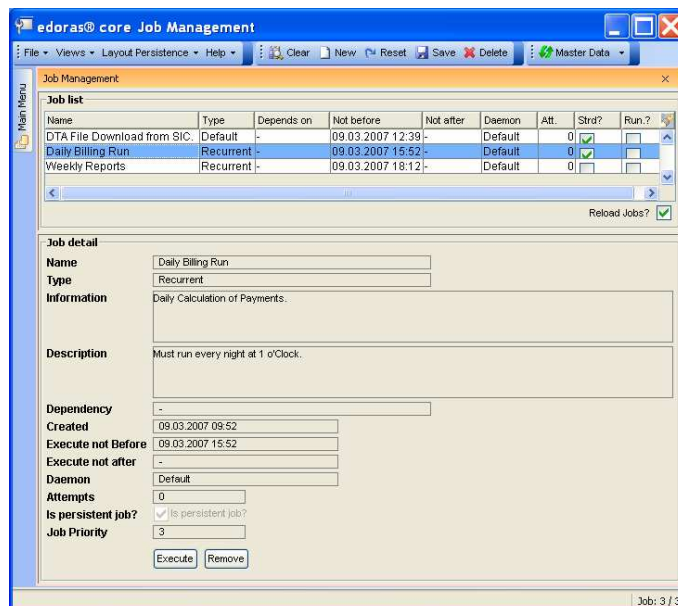 edoras® core Job Management
File Views Layout Persistence Help Clear New Reset Save Delete Master Data
Main Menu
Job Management
Job list
Name Type Depends on Not before Not after Daemon Att. Strd? Run.?
DTA File Download from SIC. Default - 09.03.2007 12:39 - Default 0
Daily Billing Run Recurrent - 09.03.2007 15:52 - Default 0
Weekly Reports Recurrent - 09.03.2007 18:12 - Default 0
Reload Jobs?
Job detail
Name Daily Billing Run
Type Recurrent
Information Daily Calculation of Payments.
Description Must run every night at 1 o'Clock.
Dependency -
Created 09.03.2007 09:52
Execute not Before 09.03.2007 15:52
Execute not after -
Daemon Default
Attempts 0
Is persistent job? Is persistent job?
Job Priority 3
Execute Remove
Job: 3 / 3